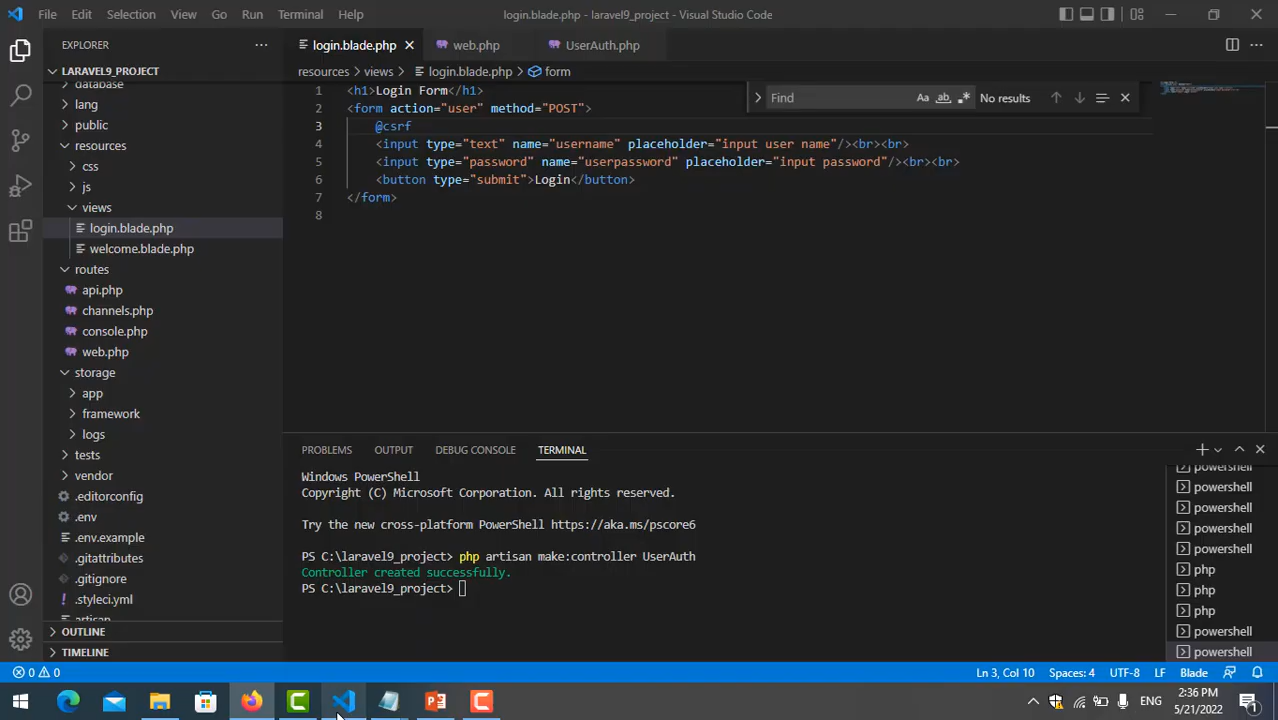 File Edit Selection View Go Run Terminal Help login.blade.php - laravel9_project - Visual Studio Code
EXPLORER
LARAVEL9_PROJECT
database
lang
public
resources
css
js
views
login.blade.php
welcome.blade.php
routes
api.php
channels.php
console.php
web.php
storage
app
framework
logs
tests
vendor
.editorconfig
.env
.env.example
.gitattributes
.gitignore
.styleci.yml
artisan
OUTLINE
TIMELINE
login.blade.php web.php UserAuth.php
resources > views > login.blade.php > form
Find Aa ab No results
1 <h1>Login Form</h1>
2 <form action="user" method="POST">
3 @csrf
4 <input type="text" name="username" placeholder="input user name"/><br><br>
5 <input type="password" name="userpassword" placeholder="input password"/><br><br>
6 <button type="submit">Login</button>
7 </form>
8
PROBLEMS OUTPUT DEBUG CONSOLE TERMINAL
Windows PowerShell
Copyright (C) Microsoft Corporation. All rights reserved.
Try the new cross-platform PowerShell https://aka.ms/pscore6
PS C:\laravel9_project> php artisan make:controller UserAuth
Controller created successfully.
PS C:\laravel9_project>
powershell
powershell
powershell
powershell
powershell
php
php
php
powershell
powershell
0 0 Ln 3, Col 10 Spaces: 4 UTF-8 LF Blade
ENG 2:36 PM
5/21/2022
1